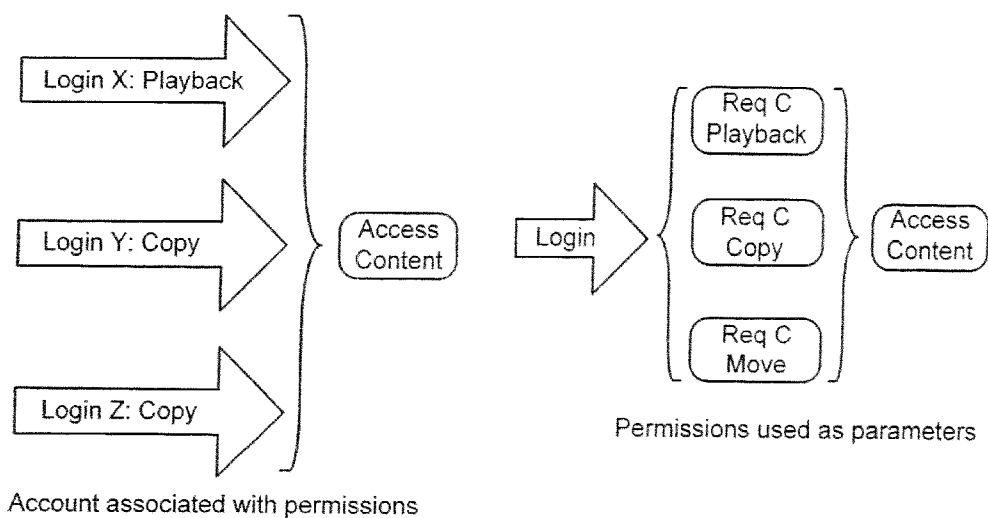 Login X: Playback
Login Y: Copy
Login Z: Copy
Access
Content
Account associated with permissions
Login
Req C
Playback
Req C
Copy
Req C
Move
Access
Content
Permissions used as parameters